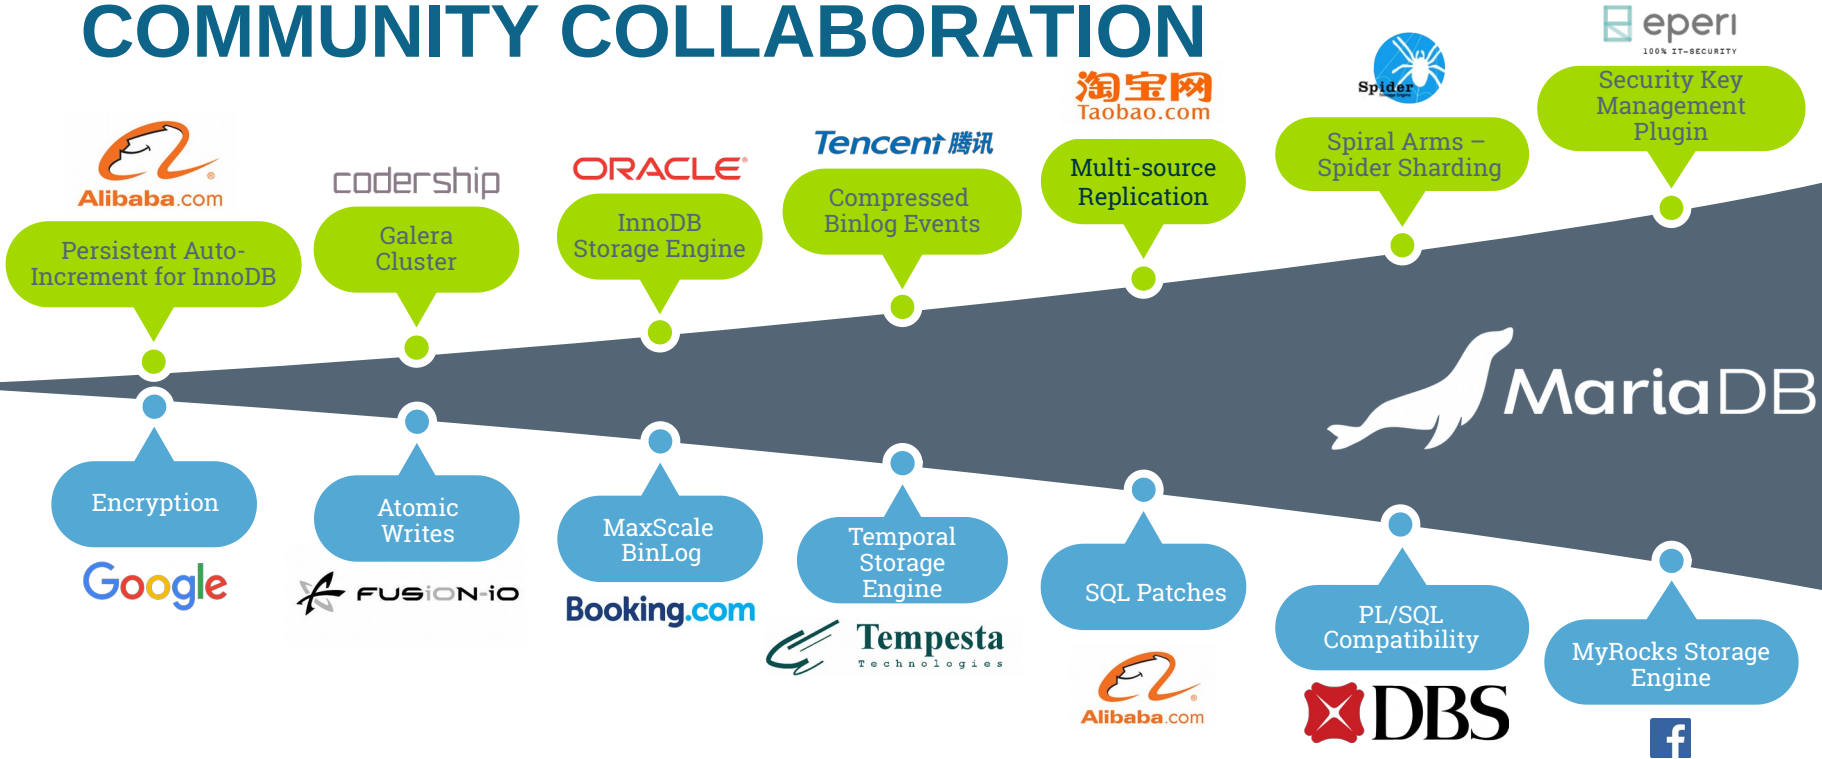 COMMUNITY COLLABORATION
eperi
100% IT-SECURITY
Security Key
Management
Plugin
Spider
Spiral Arms –
Spider Sharding
淘宝网
Taobao.com
Multi-source
Replication
Tencent 腾讯
Compressed
Binlog Events
ORACLE®
InnoDB
Storage Engine
codership
Galera
Cluster
Alibaba.com
Persistent Auto-
Increment for InnoDB
MariaDB
Encryption
Google
Atomic
Writes
FUSION-iO
MaxScale
BinLog
Booking.com
Temporal
Storage
Engine
Tempesta
Technologies
SQL Patches
Alibaba.com
PL/SQL
Compatibility
DBS
MyRocks Storage
Engine
f